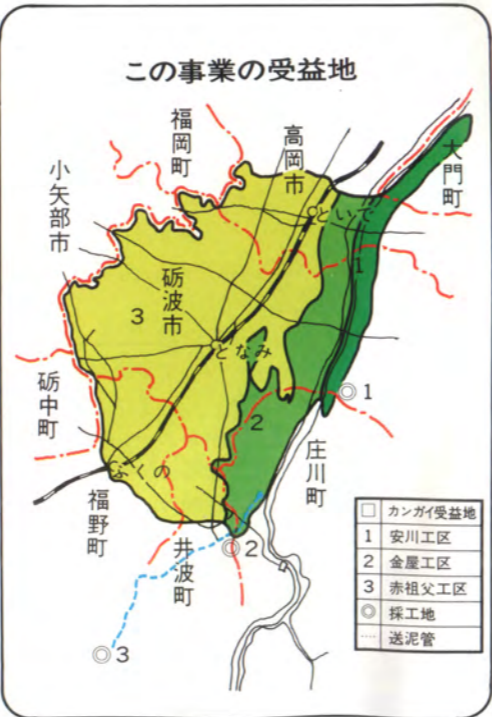 この事業の受益地
福岡町
高岡市
大門町
小矢部市
といで
1
砺波市
3
となみ
砺中町
1
2
ふくの
庄川町
福野町
井波町
2
3
カンガイ受益地
1 安川工区
2 金屋工区
3 赤祖父工区
◎ 採工地
送泥管